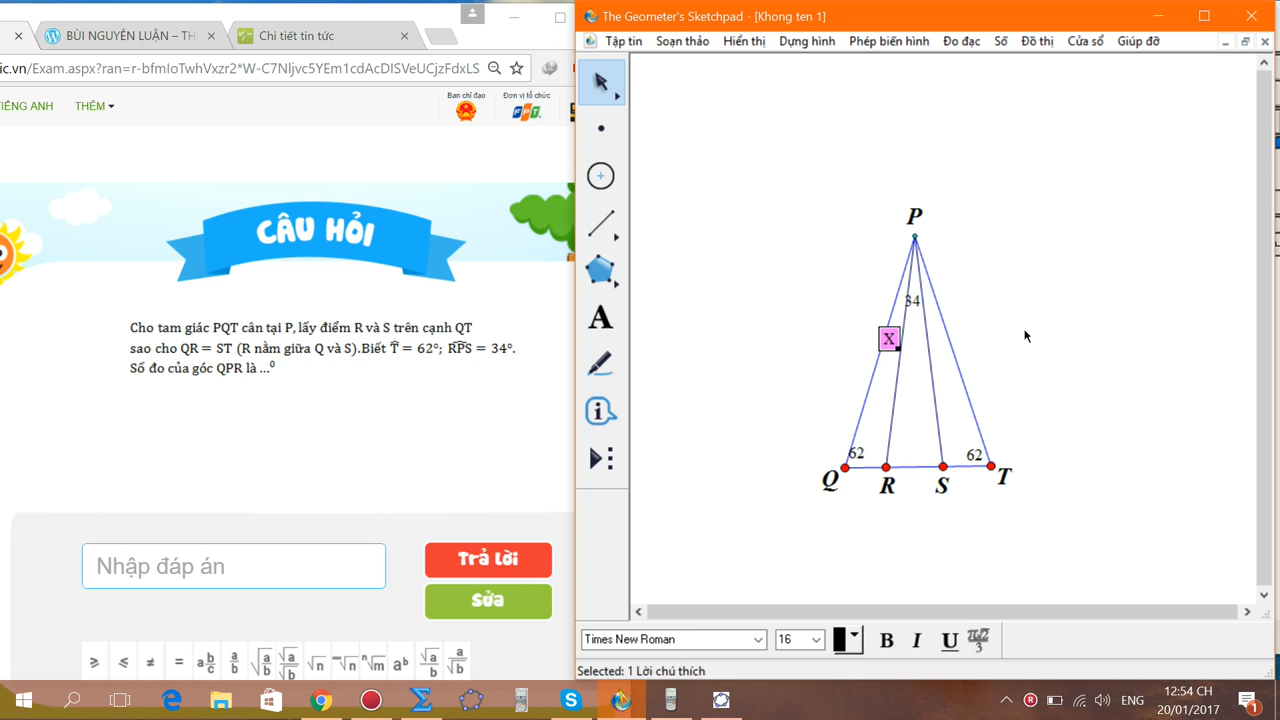 BÙI NGUYÊN LUẬN – TH
Chi tiết tin tức
ic.vn/Exam.aspx?ran=r-bfmIoTwhVxzr2*W-C7Nljvc5YEm1cdAcDISVeUCjzFdxLS
TIẾNG ANH THÊM
Ban chỉ đạo
Đơn vị tổ chức
FPT
CÂU HỎI
Cho tam giác PQT cân tại P, lấy điểm R và S trên cạnh QT
sao cho QR = ST (R nằm giữa Q và S).Biết T̂ = 62°; R͡PS = 34°.
Số đo của góc QPR là ...⁰
Nhập đáp án
Trả lời
Sửa
The Geometer's Sketchpad - [Khong ten 1]
Tập tin Soạn thảo Hiển thị Dựng hình Phép biến hình Đo đạc Số Đồ thị Cửa sổ Giúp đỡ
A
P
34
X
62
62
Q R S T
Times New Roman
16
B I U
Selected: 1 Lời chú thích
ENG
12:54 CH
20/01/2017
1